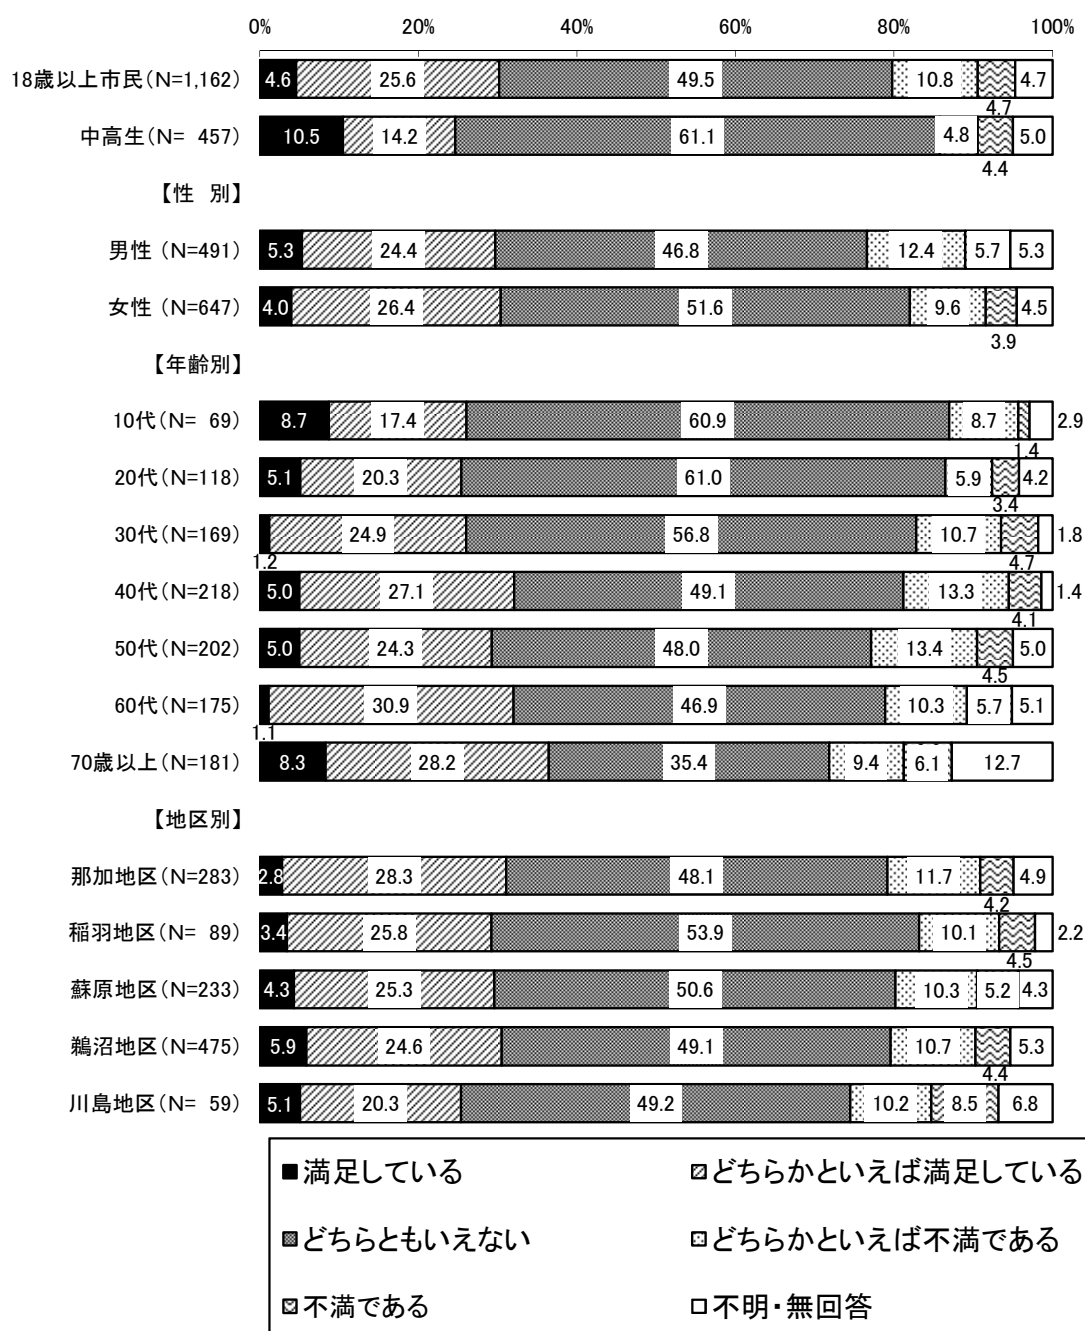 0% 20% 40% 60% 80% 100%
18歳以上市民(N=1,162) 4.6 25.6 49.5 10.8 4.7 4.7
中高生(N= 457) 10.5 14.2 61.1 4.8 4.4 5.0
【性 別】
男性 (N=491) 5.3 24.4 46.8 12.4 5.7 5.3
女性 (N=647) 4.0 26.4 51.6 9.6 3.9 4.5
【年齢別】
10代(N= 69) 8.7 17.4 60.9 8.7 1.4 2.9
20代(N=118) 5.1 20.3 61.0 5.9 3.4 4.2
30代(N=169) 1.2 24.9 56.8 10.7 4.7 1.8
40代(N=218) 5.0 27.1 49.1 13.3 4.1 1.4
50代(N=202) 5.0 24.3 48.0 13.4 4.5 5.0
60代(N=175) 1.1 30.9 46.9 10.3 5.7 5.1
70歳以上(N=181) 8.3 28.2 35.4 9.4 6.1 12.7
【地区別】
那加地区(N=283) 2.8 28.3 48.1 11.7 4.2 4.9
稲羽地区(N= 89) 3.4 25.8 53.9 10.1 4.5 2.2
蘇原地区(N=233) 4.3 25.3 50.6 10.3 5.2 4.3
鵜沼地区(N=475) 5.9 24.6 49.1 10.7 4.4 5.3
川島地区(N= 59) 5.1 20.3 49.2 10.2 8.5 6.8
満足している どちらかといえば満足している
どちらともいえない どちらかといえば不満である
不満である 不明・無回答